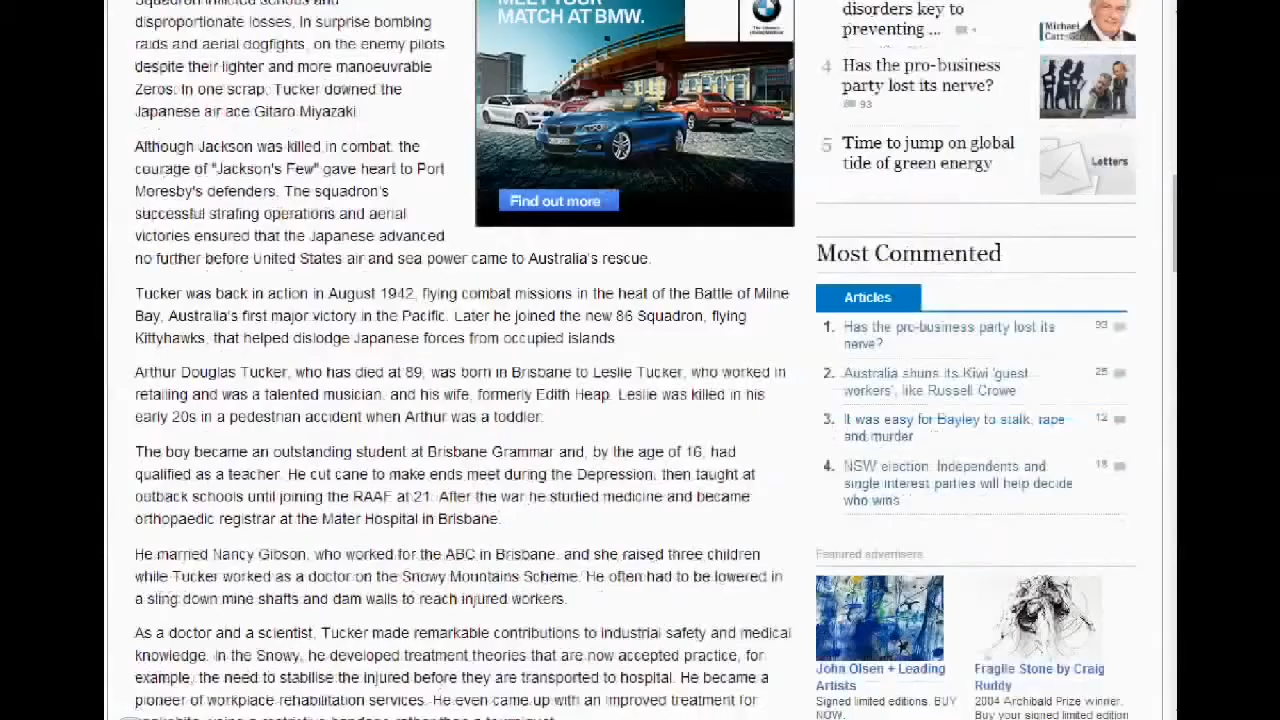 Squadron inflicted serious and
disproportionate losses. In surprise bombing
raids and aerial dogfights, on the enemy pilots
despite their lighter and more manoeuvrable
Zeros. In one scrap, Tucker downed the
Japanese air ace Gitaro Miyazaki.
Although Jackson was killed in combat, the
courage of "Jackson's Few" gave heart to Port
Moresby's defenders. The squadron's
successful strafing operations and aerial
victories ensured that the Japanese advanced
no further before United States air and sea power came to Australia's rescue.
Tucker was back in action in August 1942, flying combat missions in the heat of the Battle of Milne
Bay, Australia's first major victory in the Pacific. Later he joined the new 86 Squadron, flying
Kittyhawks, that helped dislodge Japanese forces from occupied islands.
Arthur Douglas Tucker, who has died at 89, was born in Brisbane to Leslie Tucker, who worked in
retailing and was a talented musician, and his wife, formerly Edith Heap. Leslie was killed in his
early 20s in a pedestrian accident when Arthur was a toddler.
The boy became an outstanding student at Brisbane Grammar and, by the age of 16, had
qualified as a teacher. He cut cane to make ends meet during the Depression, then taught at
outback schools until joining the RAAF at 21. After the war he studied medicine and became
orthopaedic registrar at the Mater Hospital in Brisbane.
He married Nancy Gibson, who worked for the ABC in Brisbane, and she raised three children
while Tucker worked as a doctor on the Snowy Mountains Scheme. He often had to be lowered in
a sling down mine shafts and dam walls to reach injured workers.
As a doctor and a scientist, Tucker made remarkable contributions to industrial safety and medical
knowledge. In the Snowy, he developed treatment theories that are now accepted practice, for
example, the need to stabilise the injured before they are transported to hospital. He became a
pioneer of workplace rehabilitation services. He even came up with an improved treatment for
MEET YOUR
MATCH AT BMW.
Find out more
disorders key to
preventing ...
Michael
Carr-
4 Has the pro-business
party lost its nerve?
93
5 Time to jump on global
tide of green energy
Letters
Most Commented
Articles
1. Has the pro-business party lost its 93
nerve?
2. Australia shuns its Kiwi 'guest
workers', like Russell Crowe
3. It was easy for Bayley to stalk, rape 12
and murder
4. NSW election: Independents and
single interest parties will help decide
who wins
Featured advertisers
John Olsen + Leading
Artists
Signed limited editions. BUY
NOW.
Fragile Stone by Craig
Ruddy
2004 Archibald Prize winner.
Buy your signed limited edition